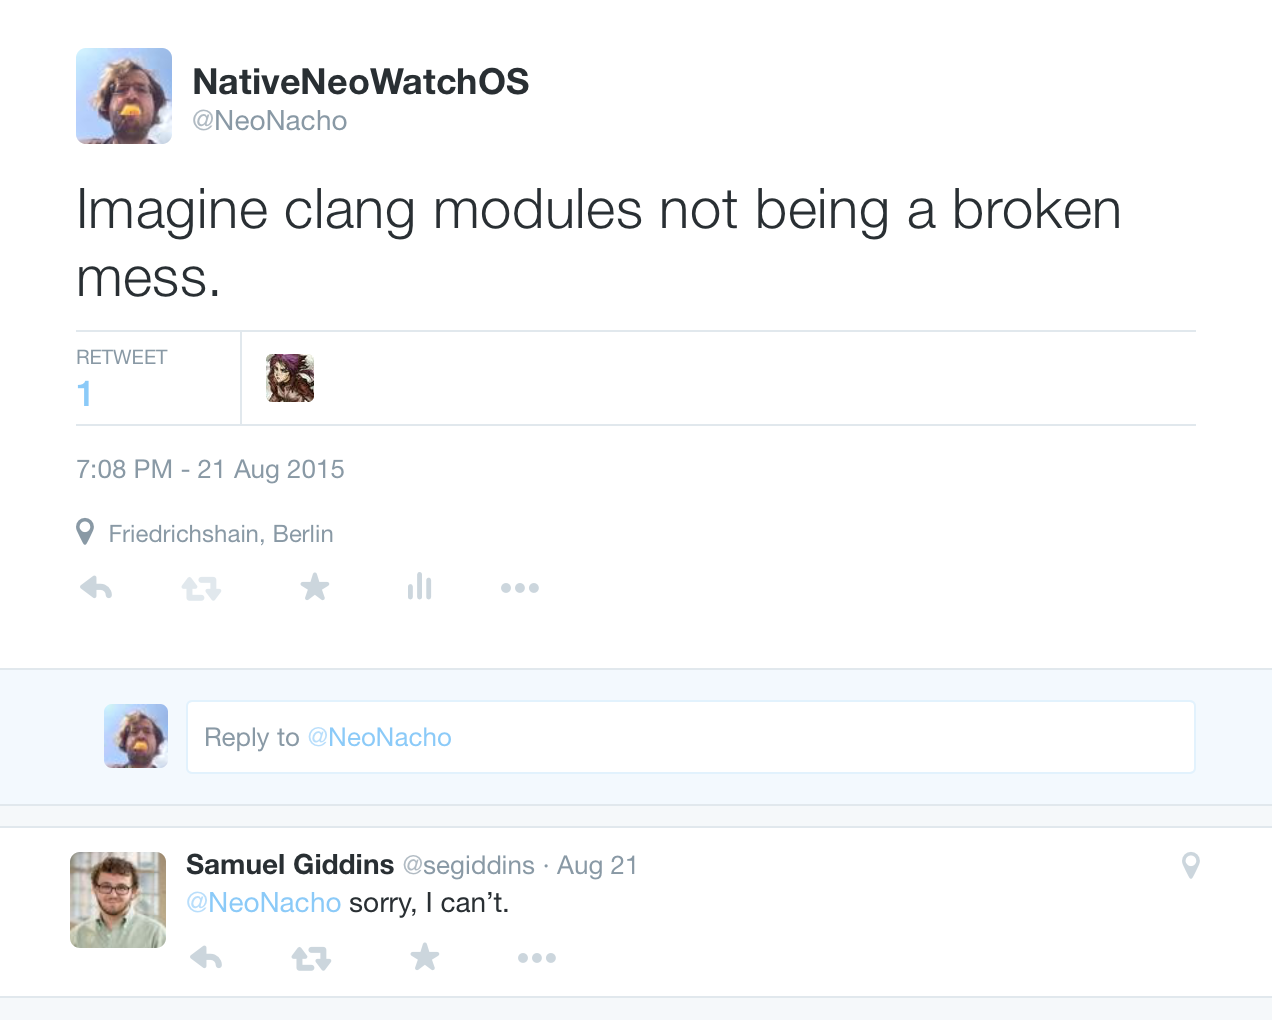 NativeNeoWatchOS
@NeoNacho
Imagine clang modules not being a broken
mess.
RETWEET
1
7:08 PM - 21 Aug 2015
Friedrichshain, Berlin
Reply to @NeoNacho
Samuel Giddins @segiddins · Aug 21
@NeoNacho sorry, I can’t.